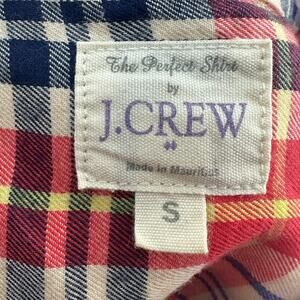 The Perfect Shirt
by
J.CREW
Made in Mauritius
S